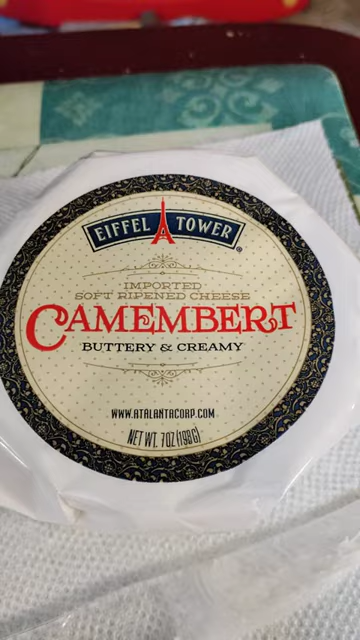 EIFFEL TOWER®
IMPORTED
SOFT RIPENED CHEESE
CAMEMBERT
BUTTERY & CREAMY
WWW.ATALANTACORP.COM
NET WT. 7OZ (198G)